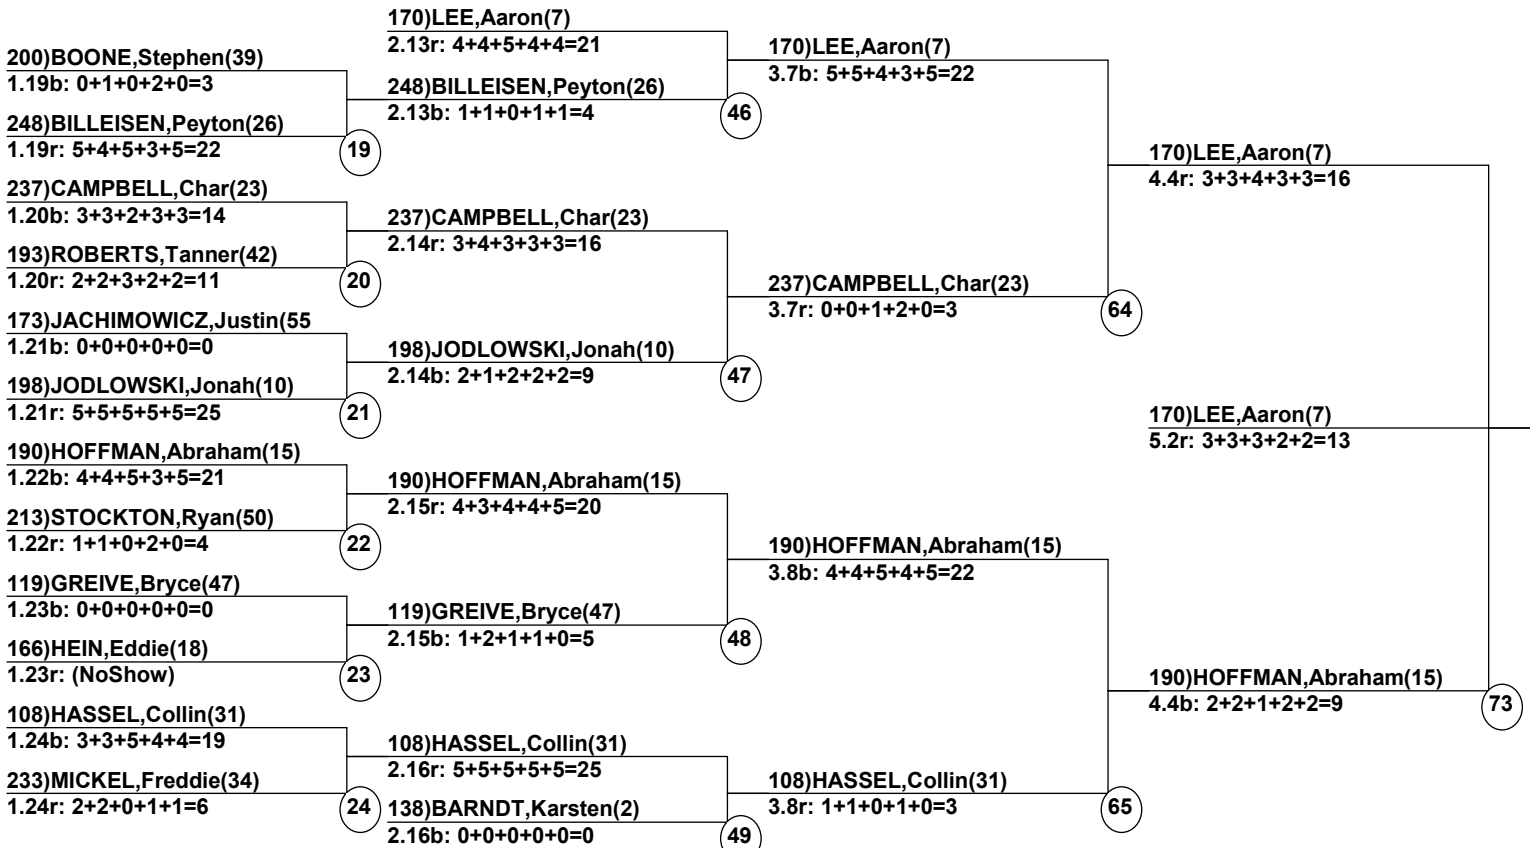 200)BOONE,Stephen(39)
1.19b: 0+1+0+2+0=3
248)BILLEISEN,Peyton(26)
1.19r: 5+4+5+3+5=22
19
237)CAMPBELL,Char(23)
1.20b: 3+3+2+3+3=14
193)ROBERTS,Tanner(42)
1.20r: 2+2+3+2+2=11
20
173)JACHIMOWICZ,Justin(55
1.21b: 0+0+0+0+0=0
198)JODLOWSKI,Jonah(10)
1.21r: 5+5+5+5+5=25
21
190)HOFFMAN,Abraham(15)
1.22b: 4+4+5+3+5=21
213)STOCKTON,Ryan(50)
1.22r: 1+1+0+2+0=4
22
119)GREIVE,Bryce(47)
1.23b: 0+0+0+0+0=0
166)HEIN,Eddie(18)
1.23r: (NoShow)
23
108)HASSEL,Collin(31)
1.24b: 3+3+5+4+4=19
233)MICKEL,Freddie(34)
1.24r: 2+2+0+1+1=6
24
170)LEE,Aaron(7)
2.13r: 4+4+5+4+4=21
248)BILLEISEN,Peyton(26)
2.13b: 1+1+0+1+1=4
46
237)CAMPBELL,Char(23)
2.14r: 3+4+3+3+3=16
198)JODLOWSKI,Jonah(10)
2.14b: 2+1+2+2+2=9
47
190)HOFFMAN,Abraham(15)
2.15r: 4+3+4+4+5=20
119)GREIVE,Bryce(47)
2.15b: 1+2+1+1+0=5
48
108)HASSEL,Collin(31)
2.16r: 5+5+5+5+5=25
138)BARNDT,Karsten(2)
2.16b: 0+0+0+0+0=0
49
170)LEE,Aaron(7)
3.7b: 5+5+4+3+5=22
237)CAMPBELL,Char(23)
3.7r: 0+0+1+2+0=3
64
190)HOFFMAN,Abraham(15)
3.8b: 4+4+5+4+5=22
108)HASSEL,Collin(31)
3.8r: 1+1+0+1+0=3
65
170)LEE,Aaron(7)
4.4r: 3+3+4+3+3=16
170)LEE,Aaron(7)
5.2r: 3+3+3+2+2=13
190)HOFFMAN,Abraham(15)
4.4b: 2+2+1+2+2=9
73